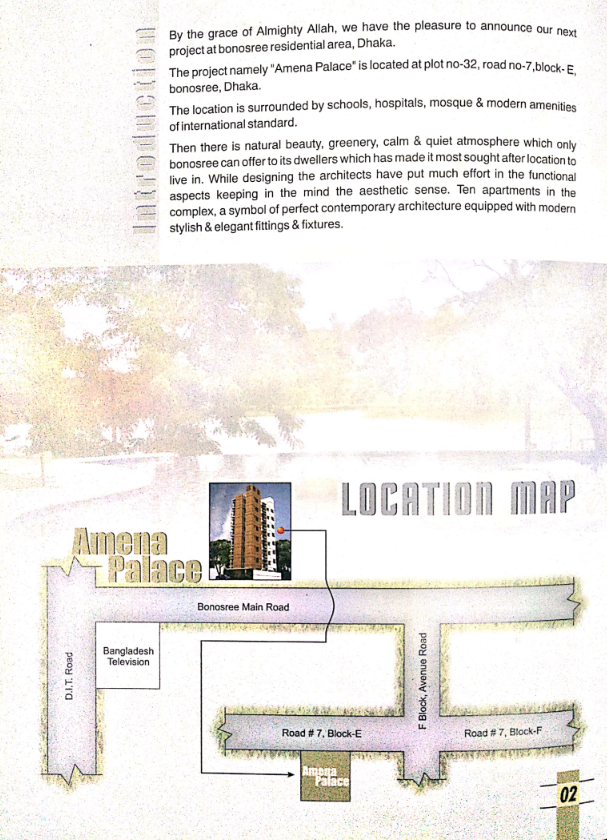 Introduction
By the grace of Almighty Allah, we have the pleasure to announce our next
project at bonosree residential area, Dhaka.
The project namely "Amena Palace" is located at plot no-32, road no-7,block- E,
bonosree, Dhaka.
The location is surrounded by schools, hospitals, mosque & modern amenities
of international standard.
Then there is natural beauty, greenery, calm & quiet atmosphere which only
bonosree can offer to its dwellers which has made it most sought after location to
live in. While designing the architects have put much effort in the functional
aspects keeping in the mind the aesthetic sense. Ten apartments in the
complex, a symbol of perfect contemporary architecture equipped with modern
stylish & elegant fittings & fixtures.
LOCATION MAP
Amena
Palace
Bonosree Main Road
Bangladesh
Television
D.I.T. Road
F Block, Avenue Road
Road # 7, Block-E
Road # 7, Block-F
Amena
Palace
02